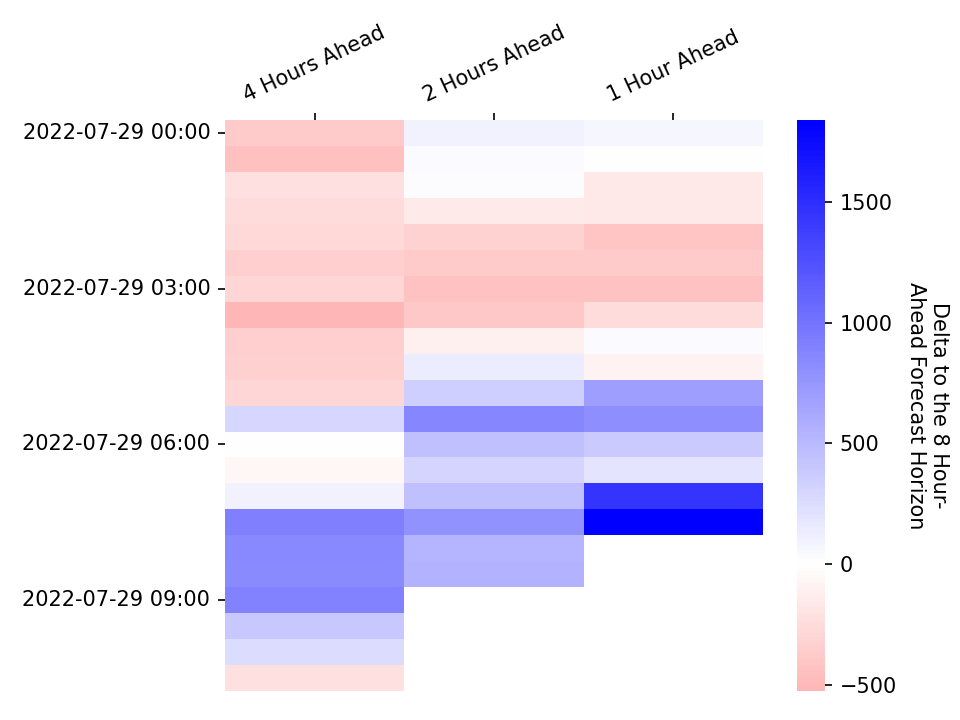 4 Hours Ahead
2 Hours Ahead
1 Hour Ahead
2022-07-29 00:00
2022-07-29 03:00
2022-07-29 06:00
2022-07-29 09:00
1500
1000
500
0
−500
Delta to the 8 Hour-
Ahead Forecast Horizon